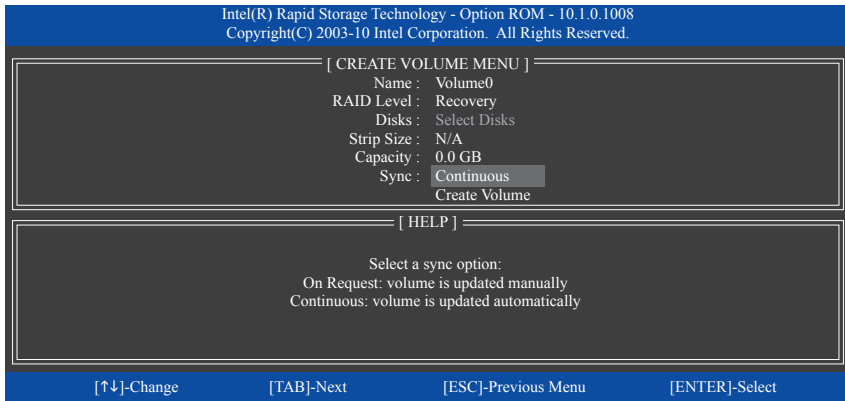 Intel(R) Rapid Storage Technology - Option ROM - 10.1.0.1008
Copyright(C) 2003-10 Intel Corporation.  All Rights Reserved.
[ CREATE VOLUME MENU ]
Name :   Volume0
RAID Level :   Recovery
Disks :   Select Disks
Strip Size :   N/A
Capacity :   0.0 GB
Sync :   Continuous
Create Volume
[ HELP ]
Select a sync option:
On Request: volume is updated manually
Continuous: volume is updated automatically
[↑↓]-Change   [TAB]-Next   [ESC]-Previous Menu   [ENTER]-Select